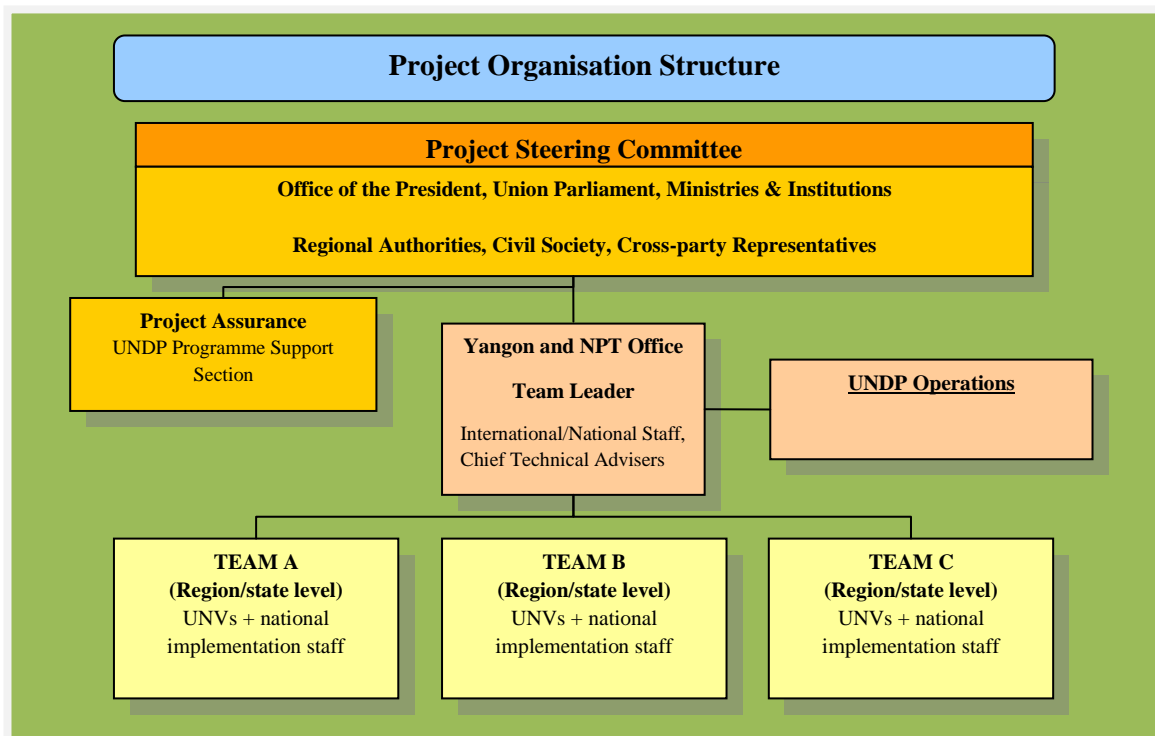 Project Organisation Structure
Project Steering Committee
Office of the President, Union Parliament, Ministries & Institutions
Regional Authorities, Civil Society, Cross-party Representatives
Project Assurance
UNDP Programme Support
Section
Yangon and NPT Office
Team Leader
International/National Staff,
Chief Technical Advisers
UNDP Operations
TEAM A
(Region/state level)
UNVs + national
implementation staff
TEAM B
(Region/state level)
UNVs + national
implementation staff
TEAM C
(Region/state level)
UNVs + national
implementation staff